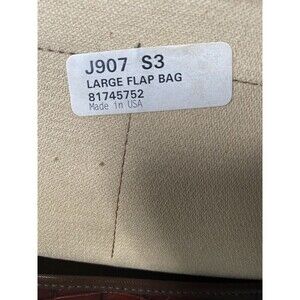 J907 S3
LARGE FLAP BAG
81745752
Made in USA